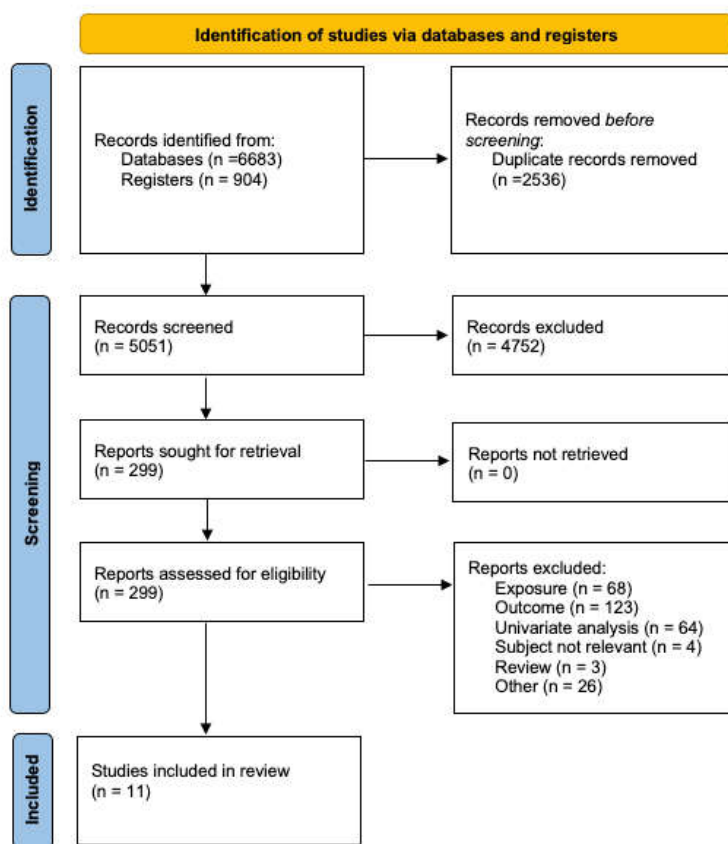 Identification of studies via databases and registers
Identification
Records identified from:
Databases (n =6683)
Registers (n = 904)
Records removed before
screening:
Duplicate records removed
(n =2536)
Screening
Records screened
(n = 5051)
Records excluded
(n = 4752)
Reports sought for retrieval
(n = 299)
Reports not retrieved
(n = 0)
Reports assessed for eligibility
(n = 299)
Reports excluded:
Exposure (n = 68)
Outcome (n = 123)
Univariate analysis (n = 64)
Subject not relevant (n = 4)
Review (n = 3)
Other (n = 26)
Included
Studies included in review
(n = 11)